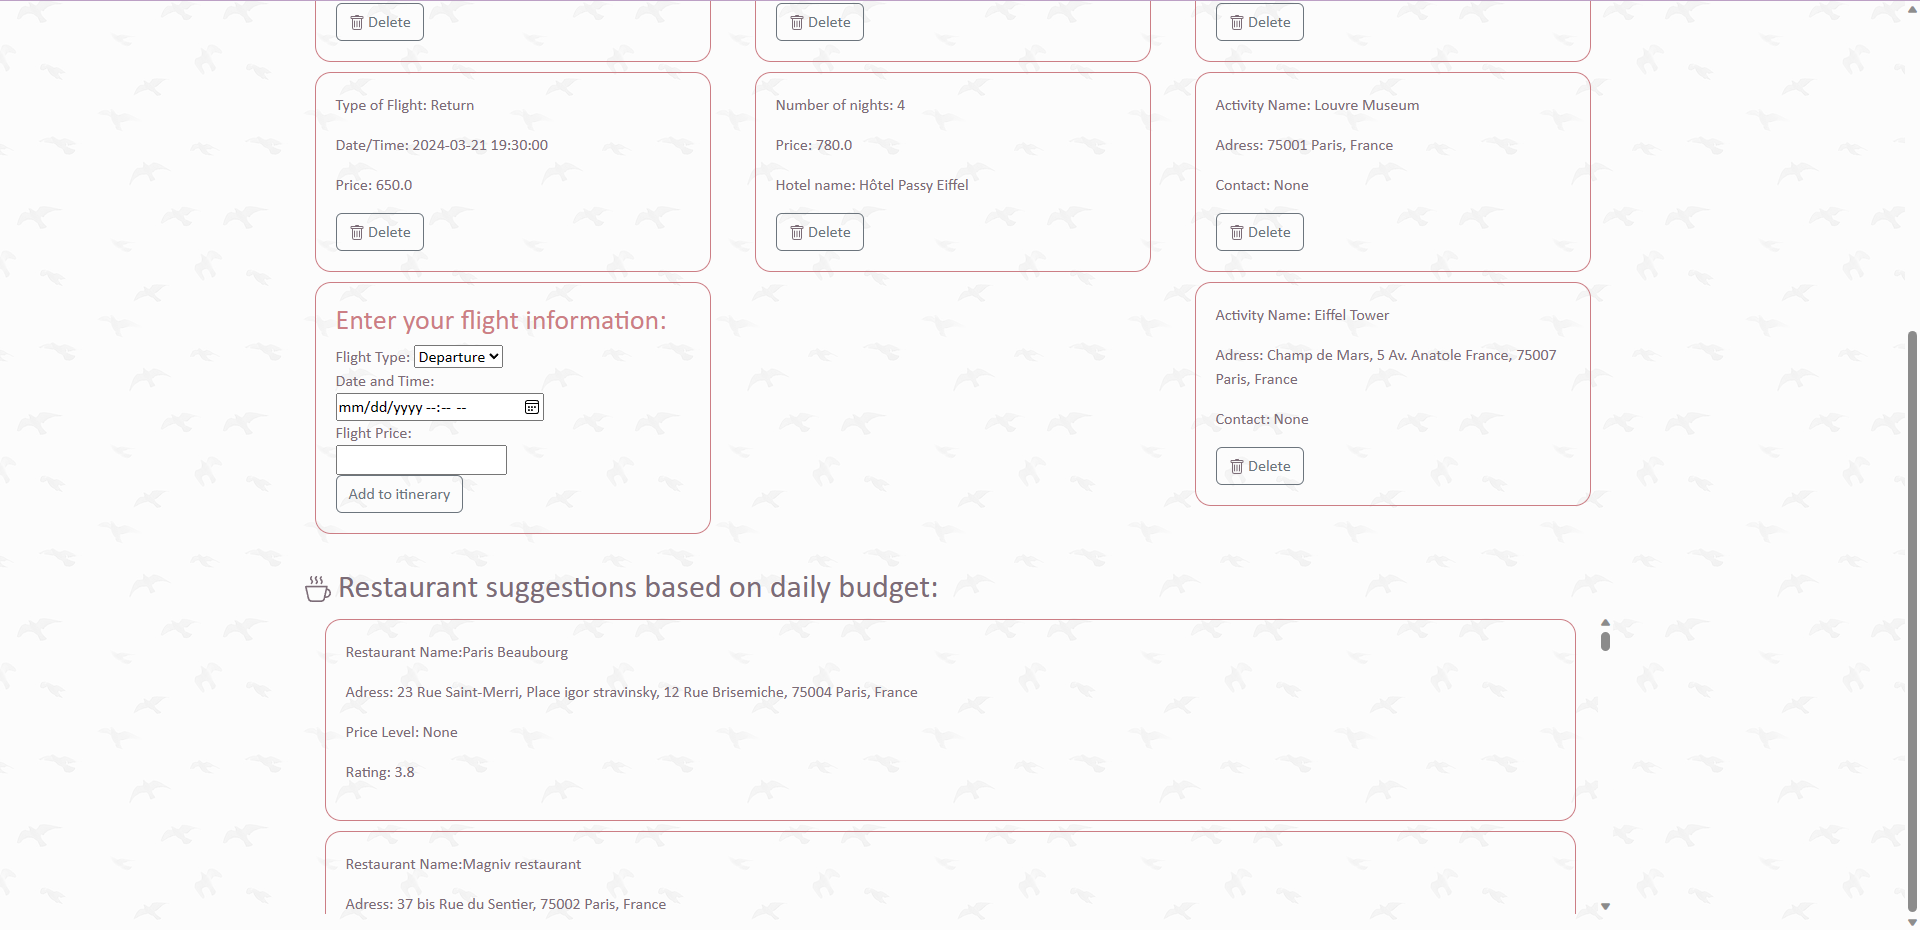 Delete
Delete
Delete
Type of Flight: Return
Date/Time: 2024-03-21 19:30:00
Price: 650.0
Delete
Number of nights: 4
Price: 780.0
Hotel name: Hôtel Passy Eiffel
Delete
Activity Name: Louvre Museum
Adress: 75001 Paris, France
Contact: None
Delete
Enter your flight information:
Flight Type: Departure
Date and Time:
mm/dd/yyyy --:-- --
Flight Price:
Add to itinerary
Activity Name: Eiffel Tower
Adress: Champ de Mars, 5 Av. Anatole France, 75007
Paris, France
Contact: None
Delete
Restaurant suggestions based on daily budget:
Restaurant Name:Paris Beaubourg
Adress: 23 Rue Saint-Merri, Place igor stravinsky, 12 Rue Brisemiche, 75004 Paris, France
Price Level: None
Rating: 3.8
Restaurant Name:Magniv restaurant
Adress: 37 bis Rue du Sentier, 75002 Paris, France